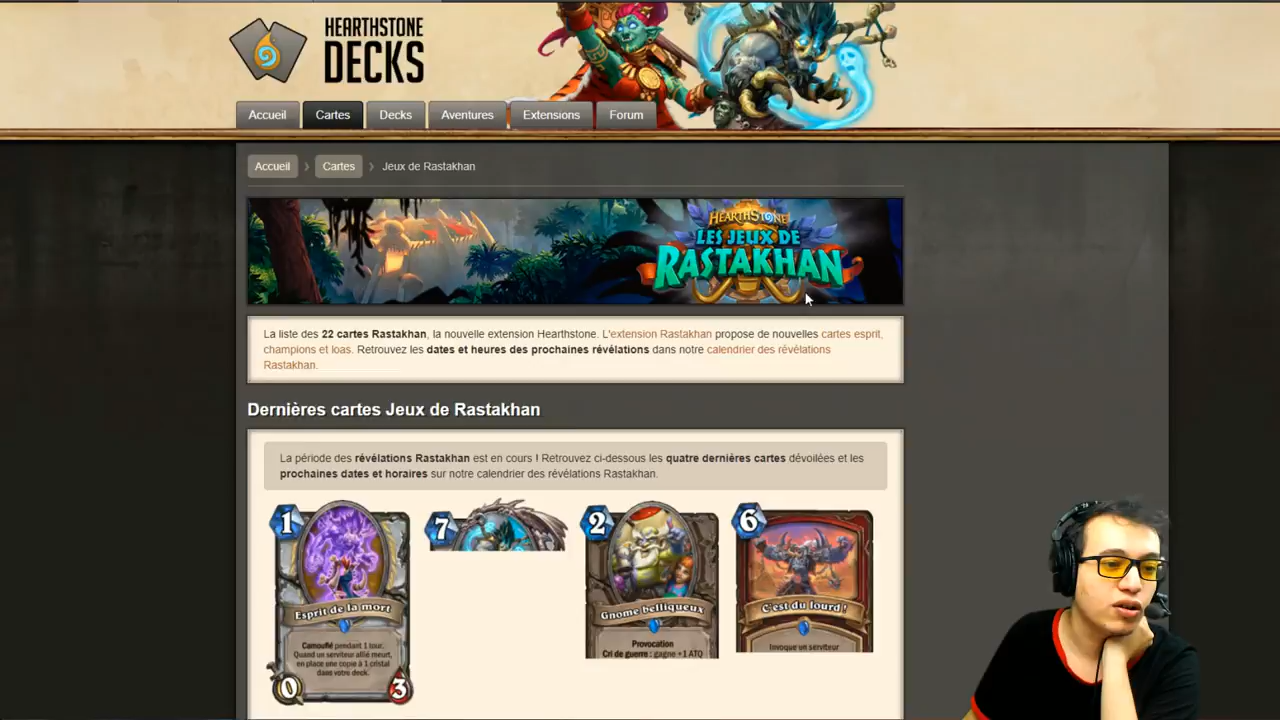 HEARTHSTONE
DECKS
Accueil
Cartes
Decks
Aventures
Extensions
Forum
Accueil
Cartes
Jeux de Rastakhan
HEARTHSTONE
LES JEUX DE
RASTAKHAN
La liste des 22 cartes Rastakhan, la nouvelle extension Hearthstone. L'extension Rastakhan propose de nouvelles cartes esprit,
champions et loas. Retrouvez les dates et heures des prochaines révélations dans notre calendrier des révélations
Rastakhan.
Dernières cartes Jeux de Rastakhan
La période des révélations Rastakhan est en cours ! Retrouvez ci-dessous les quatre dernières cartes dévoilées et les
prochaines dates et horaires sur notre calendrier des révélations Rastakhan.
1
7
2
6
Esprit de la mort
Gnome belliqueux
C'est du lourd !
Camouflé pendant 1 tour.
Quand un serviteur allié meurt,
en place une copie à 1 cristal
dans votre deck.
Provocation
Cri de guerre : gagne +1 ATQ
Invoque un serviteur
0
3